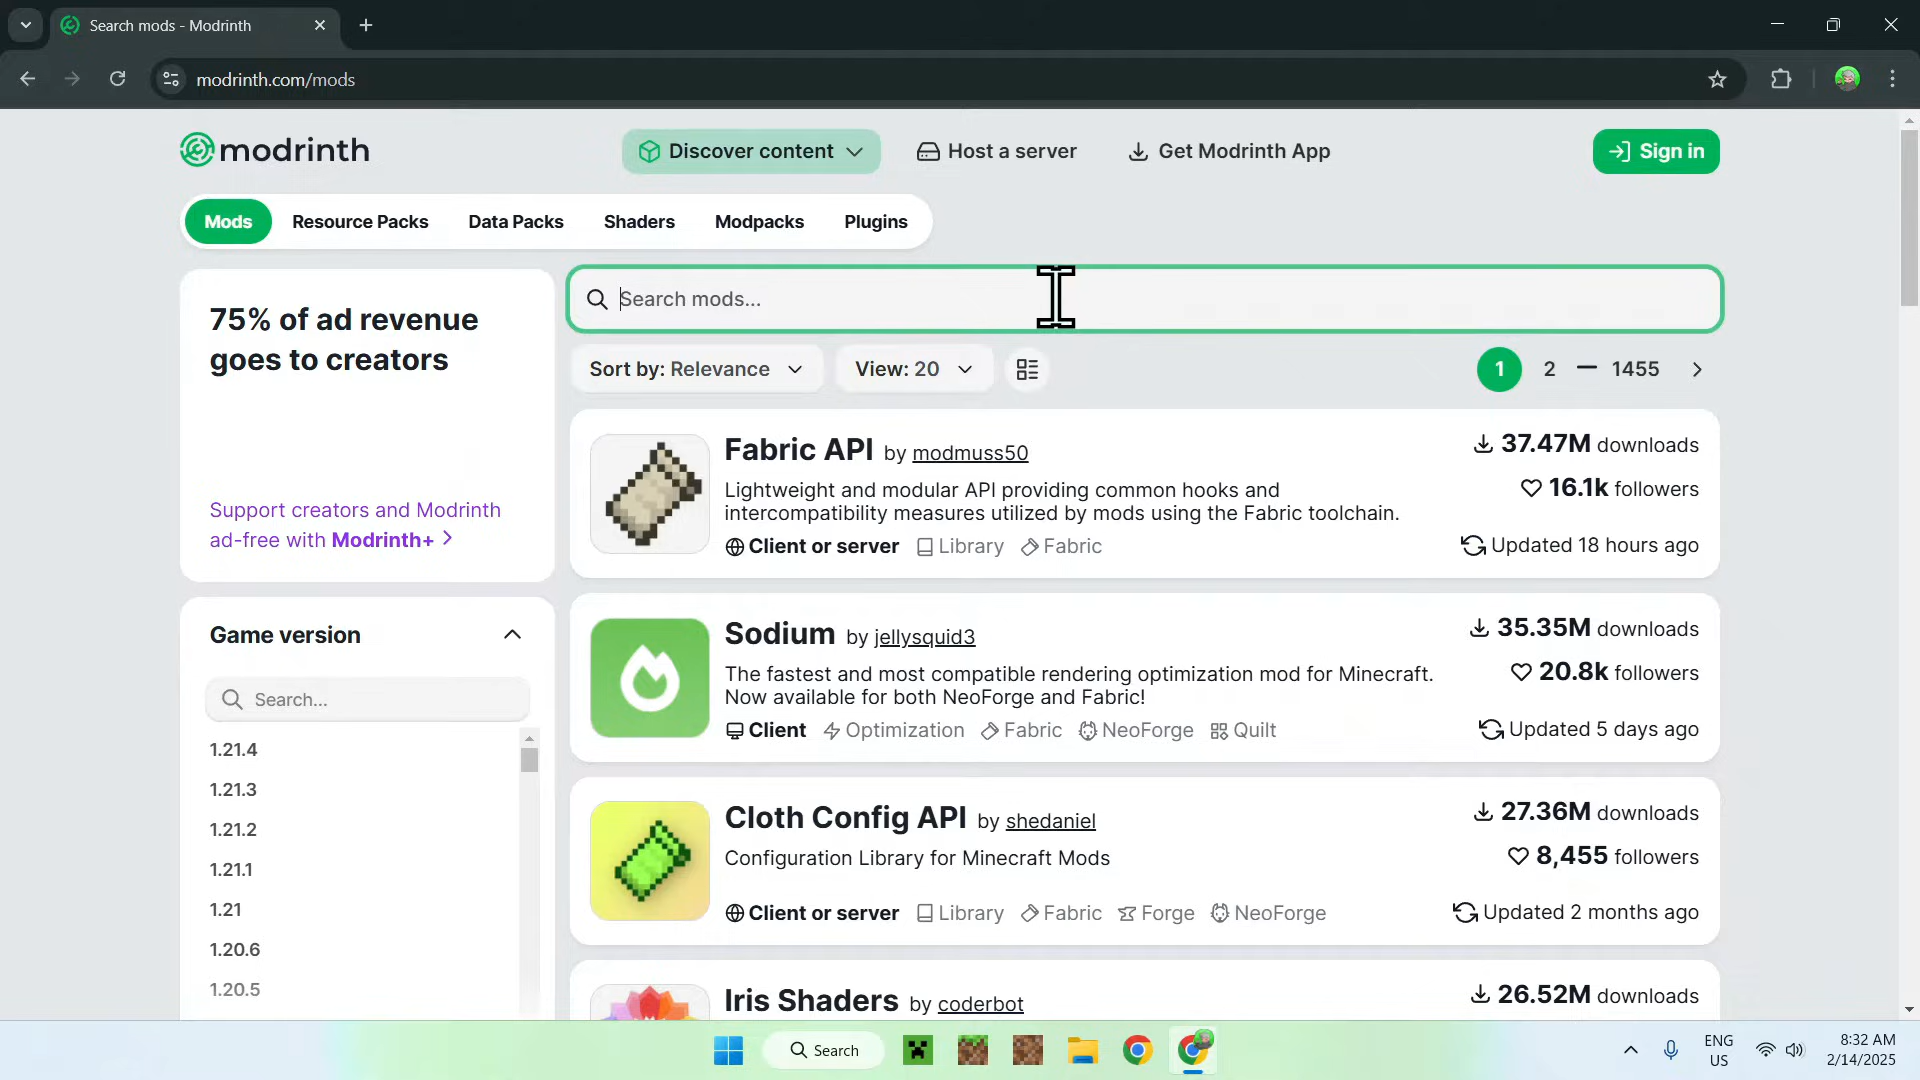 Search mods - Modrinth
modrinth.com/mods
modrinth
Discover content
Host a server
Get Modrinth App
Sign in
Mods
Resource Packs
Data Packs
Shaders
Modpacks
Plugins
75% of ad revenue
goes to creators
Support creators and Modrinth
ad-free with Modrinth+
Game version
Search...
1.21.4
1.21.3
1.21.2
1.21.1
1.21
1.20.6
1.20.5
Search mods...
Sort by: Relevance
View: 20
1
2
1455
Fabric API by modmuss50
Lightweight and modular API providing common hooks and
intercompatibility measures utilized by mods using the Fabric toolchain.
Client or server Library Fabric
37.47M downloads
16.1k followers
Updated 18 hours ago
Sodium by jellysquid3
The fastest and most compatible rendering optimization mod for Minecraft.
Now available for both NeoForge and Fabric!
Client Optimization Fabric NeoForge Quilt
35.35M downloads
20.8k followers
Updated 5 days ago
Cloth Config API by shedaniel
Configuration Library for Minecraft Mods
Client or server Library Fabric Forge NeoForge
27.36M downloads
8,455 followers
Updated 2 months ago
Iris Shaders by coderbot
26.52M downloads
Search
ENG
US
8:32 AM
2/14/2025